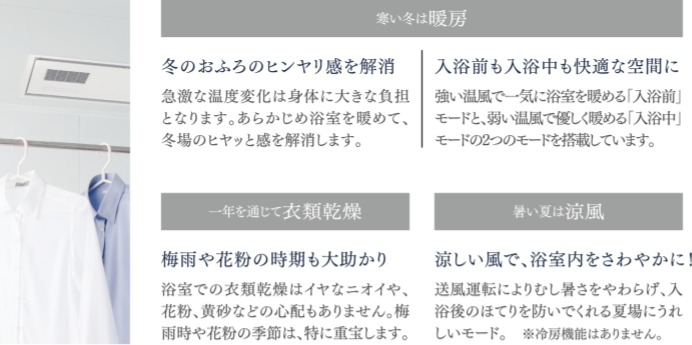 寒い冬は暖房
冬のおふろのヒンヤリ感を解消
急激な温度変化は身体に大きな負担
となります。あらかじめ浴室を暖めて、
冬場のヒヤッと感を解消します。
入浴前も入浴中も快適な空間に
強い温風で一気に浴室を暖める「入浴前」
モードと、弱い温風で優しく暖める「入浴中」
モードの2つのモードを搭載しています。
一年を通じて衣類乾燥
梅雨や花粉の時期も大助かり
浴室での衣類乾燥はイヤなニオイや、
花粉、黄砂などの心配もありません。梅
雨時や花粉の季節は、特に重宝します。
暑い夏は涼風
涼しい風で、浴室内をさわやかに!
送風運転によりむし暑さをやわらげ、入
浴後のほてりを防いでくれる夏場にうれ
しいモード。 ※冷房機能はありません。